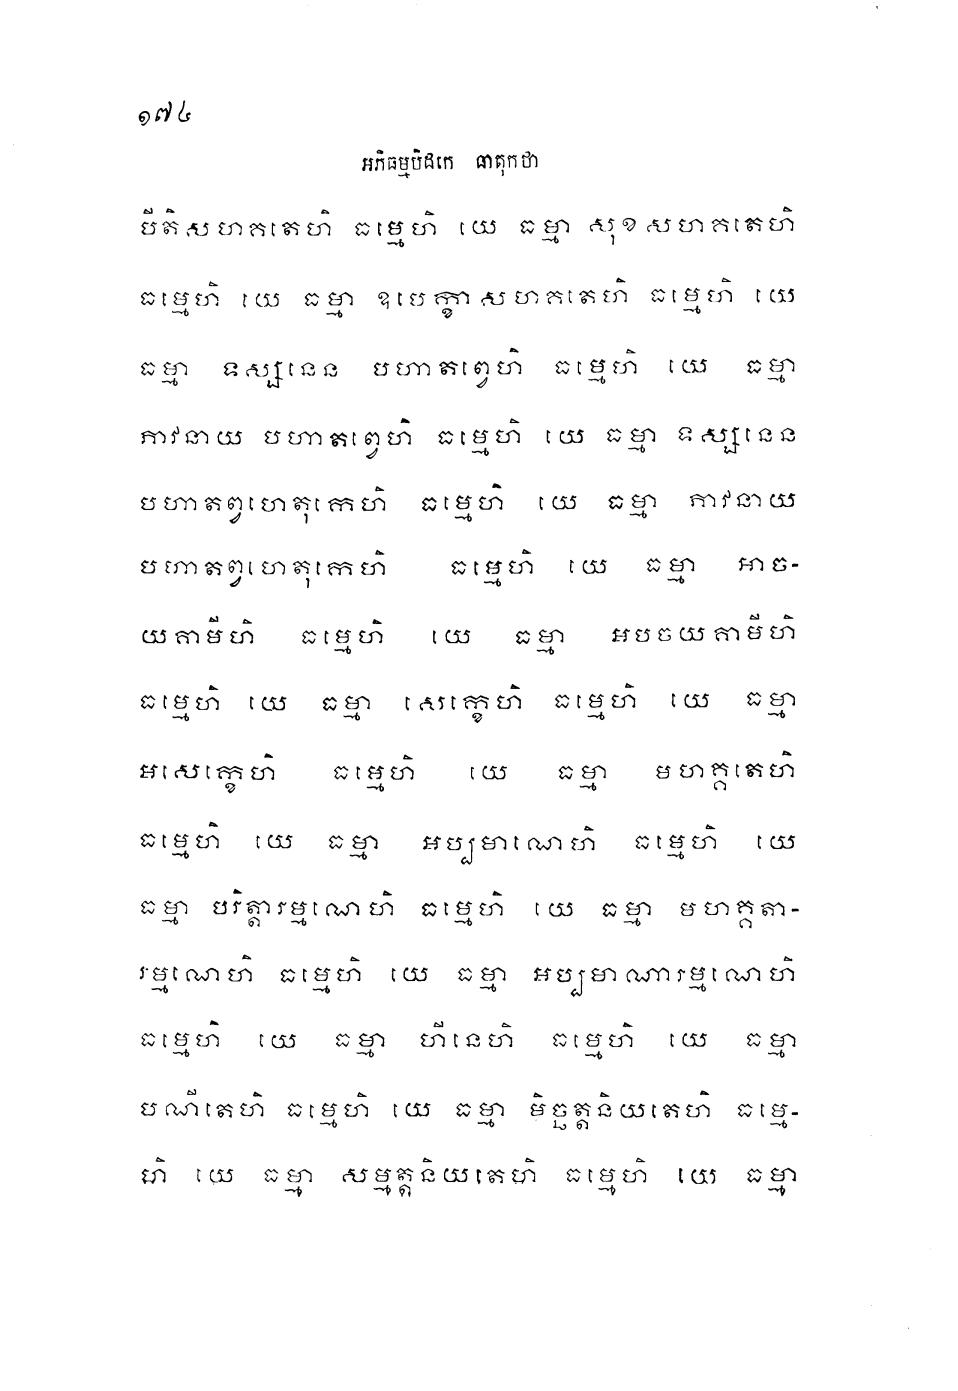 ១៧៤
អភិធម្មបិដកេ ធាតុកថា
បីតិសហគតេហិ ធម្មេហិ យេ ធម្មា សុខសហគតេហិ
ធម្មេហិ យេ ធម្មា ឧបេក្ខាសហគតេហិ ធម្មេហិ យេ
ធម្មា ទស្សនេន បហាតព្វេហិ ធម្មេហិ យេ ធម្មា
ភាវនាយ បហាតព្វេហិ ធម្មេហិ យេ ធម្មា ទស្សនេន
បហាតព្វហេតុកេហិ ធម្មេហិ យេ ធម្មា ភាវនាយ
បហាតព្វហេតុកេហិ ធម្មេហិ យេ ធម្មា អាច-
យគាមីហិ ធម្មេហិ យេ ធម្មា អបចយគាមីហិ
ធម្មេហិ យេ ធម្មា សេក្ខេហិ ធម្មេហិ យេ ធម្មា
អសេក្ខេហិ ធម្មេហិ យេ ធម្មា មហគ្គតេហិ
ធម្មេហិ យេ ធម្មា អប្បមាណេហិ ធម្មេហិ យេ
ធម្មា បរិត្តារម្មណេហិ ធម្មេហិ យេ ធម្មា មហគ្គតា-
រម្មណេហិ ធម្មេហិ យេ ធម្មា អប្បមាណារម្មណេហិ
ធម្មេហិ យេ ធម្មា ហីនេហិ ធម្មេហិ យេ ធម្មា
បណីតេហិ ធម្មេហិ យេ ធម្មា មិច្ឆត្តនិយតេហិ ធម្មេ-
ហិ យេ ធម្មា សម្មត្តនិយតេហិ ធម្មេហិ យេ ធម្មា